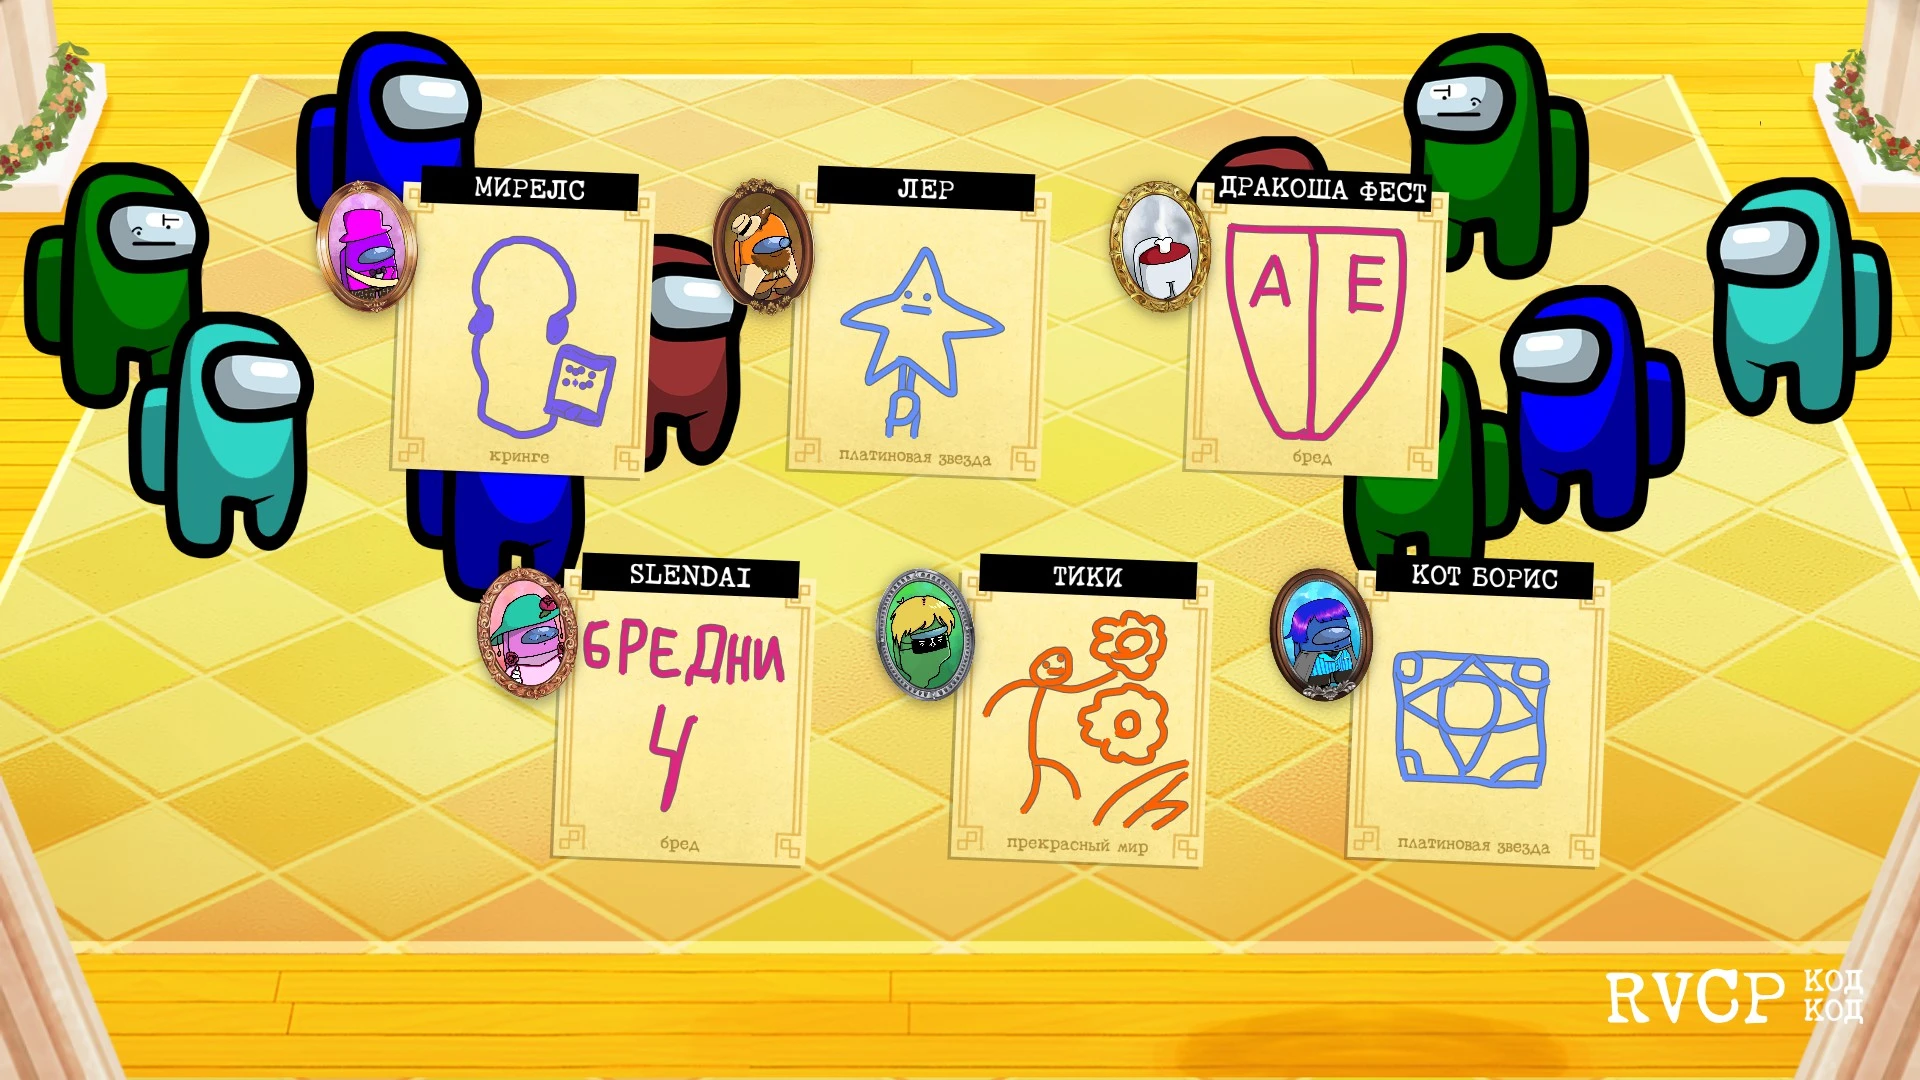 МИРЕЛС
кринге
ЛЕР
платиновая звезда
ДРАКОША ФЕСТ
А Е
бред
SLENDAI
БРЕДНИ
4
бред
ТИКИ
прекрасный мир
КОТ БОРИС
платиновая звезда
RVCP
КОД
КОД